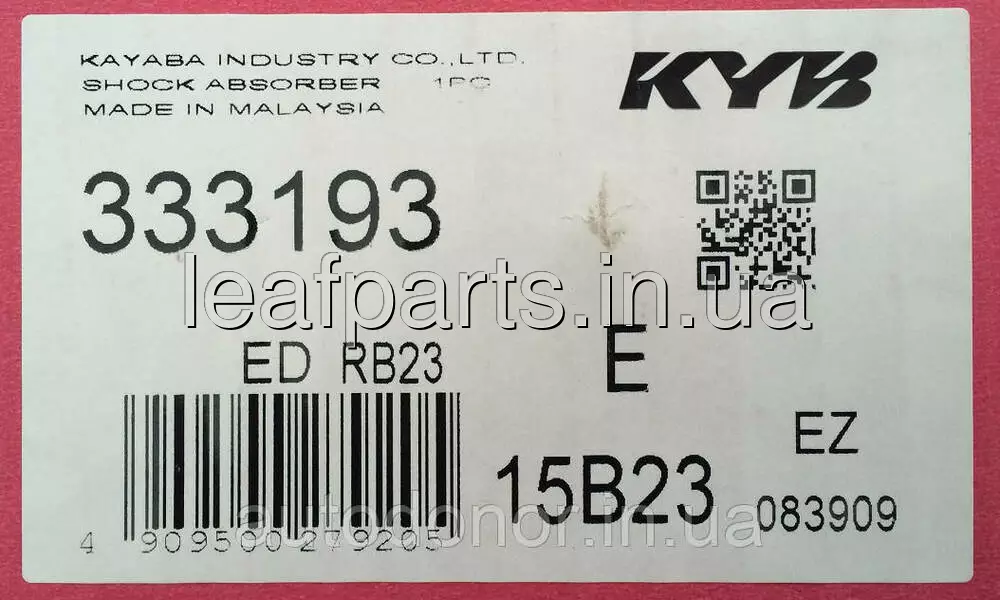 KAYABA INDUSTRY CO.,LTD.
SHOCK ABSORBER 1PC
MADE IN MALAYSIA
KYB
333193
leafparts.in.ua
ED RB23
E
EZ
15B23
083909
autodonor.in.ua
4 909500 279205